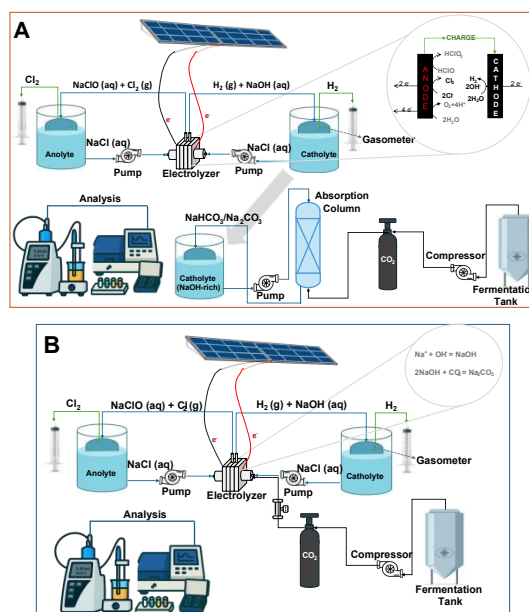 A
CHARGE
HClO₃
HClO
Cl₂
2Cl⁻
O₂+4H⁺
2H₂O
ANODE
2 e⁻
4 e⁻
H₂
2OH⁻
2H₂O
CATHODE
2 e⁻
Cl₂
NaClO (aq) + Cl₂ (g)
H₂ (g) + NaOH (aq)
H₂
e⁻
e⁻
NaCl (aq)
NaCl (aq)
Anolyte
Pump
Electrolyzer
Pump
Catholyte
Gasometer
Analysis
NaHCO₃/Na₂CO₃
Absorption
Column
Catholyte
(NaOH-rich)
Pump
CO₂
Compressor
Fermentation
Tank
B
Na⁺ + OH⁻= NaOH
2NaOH + CO₂= Na₂CO₃
Cl₂
NaClO (aq) + Cl₂ (g)
H₂ (g) + NaOH (aq)
H₂
e⁻
e⁻
NaCl (aq)
NaCl (aq)
Anolyte
Pump
Electrolyzer
Pump
Catholyte
Gasometer
Analysis
CO₂
Compressor
Fermentation
Tank